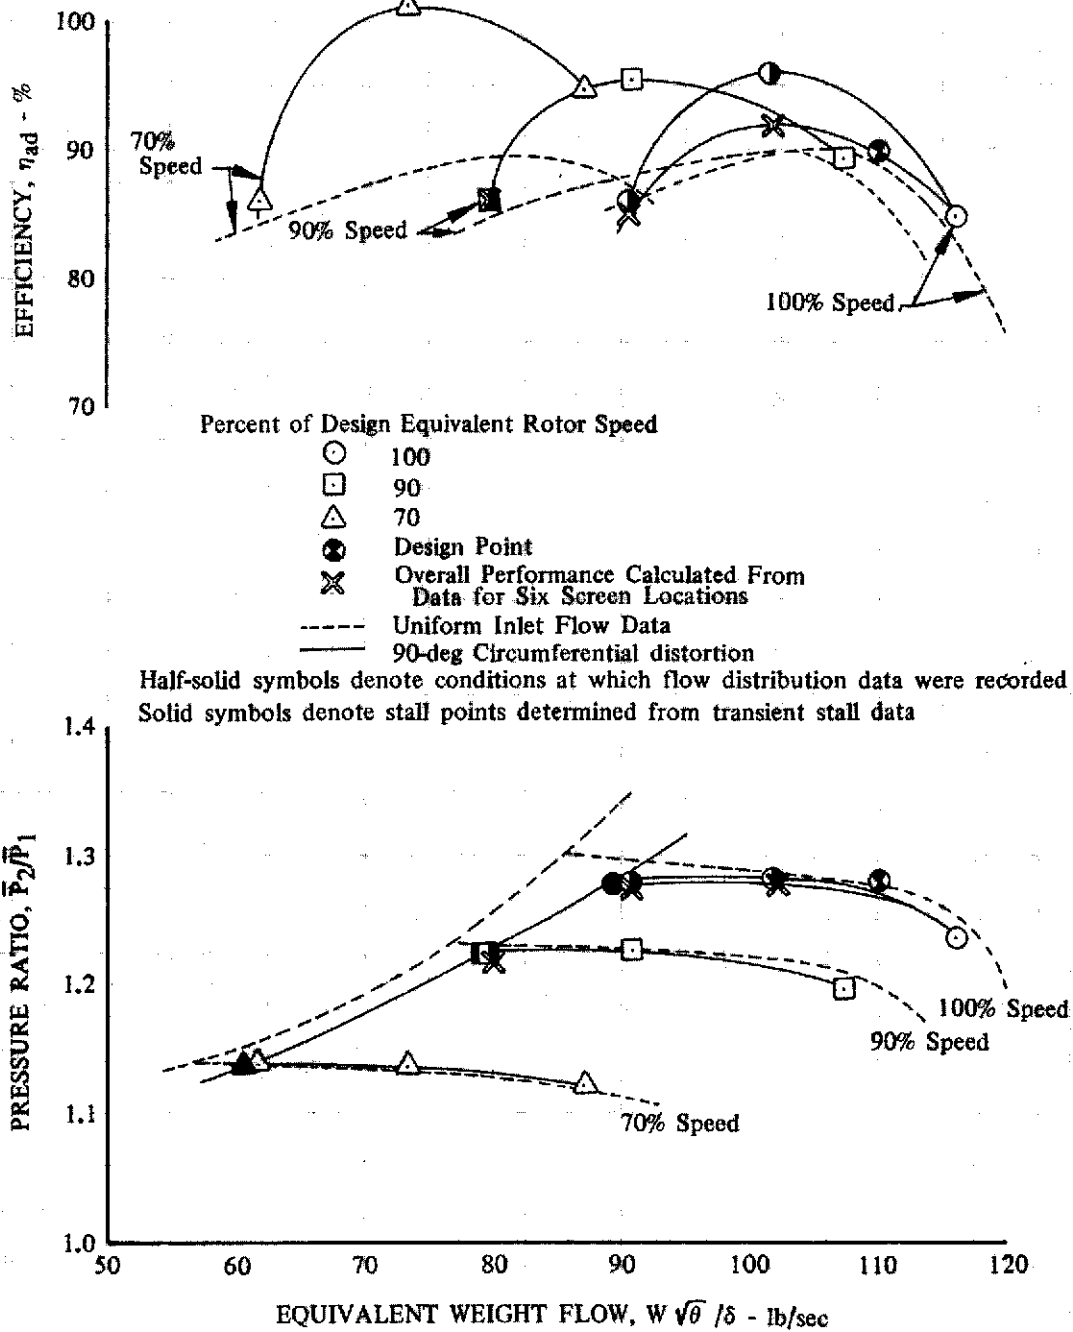 100
90
80
70
EFFICIENCY, ηad - %
70%
Speed
90% Speed
100% Speed
Percent of Design Equivalent Rotor Speed
100
90
70
Design Point
Overall Performance Calculated From
Data for Six Screen Locations
Uniform Inlet Flow Data
90-deg Circumferential distortion
Half-solid symbols denote conditions at which flow distribution data were recorded
Solid symbols denote stall points determined from transient stall data
1.4
1.3
1.2
1.1
1.0
PRESSURE RATIO, P̿2/P̿1
100% Speed
90% Speed
70% Speed
50 60 70 80 90 100 110 120
EQUIVALENT WEIGHT FLOW, W √θ /δ - lb/sec